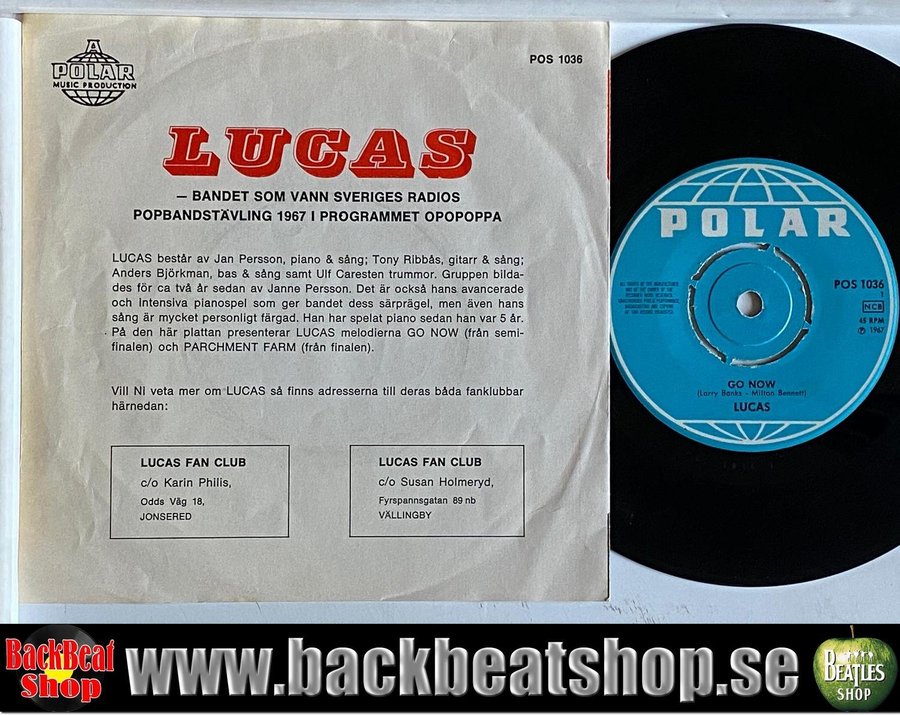 A
POLAR
MUSIC PRODUCTION
POS 1036
LUCAS
— BANDET SOM VANN SVERIGES RADIOS
POPBANDSTÄVLING 1967 I PROGRAMMET OPOPOPPA
LUCAS består av Jan Persson, piano & sång; Tony Ribbås, gitarr & sång;
Anders Björkman, bas & sång samt Ulf Caresten trummor. Gruppen bilda-
des för ca två år sedan av Janne Persson. Det är också hans avancerade
och Intensiva pianospel som ger bandet dess särprägel, men även hans
sång är mycket personligt färgad. Han har spelat piano sedan han var 5 år.
På den här plattan presenterar LUCAS melodierna GO NOW (från semi-
finalen) och PARCHMENT FARM (från finalen).
Vill NI veta mer om LUCAS så finns adresserna till deras båda fanklubbar
härnedan:
LUCAS FAN CLUB
c/o Karin Philis,
Odds Väg 18,
JONSERED
LUCAS FAN CLUB
c/o Susan Holmeryd,
Fyrspannsgatan 89 nb
VÄLLINGBY
POLAR
POS 1036
1
NCB
45 RPM
℗ 1967
GO NOW
(Larry Banks - Milton Bennett)
LUCAS
BackBeat
Shop
www.backbeatshop.se
BEATLES
SHOP